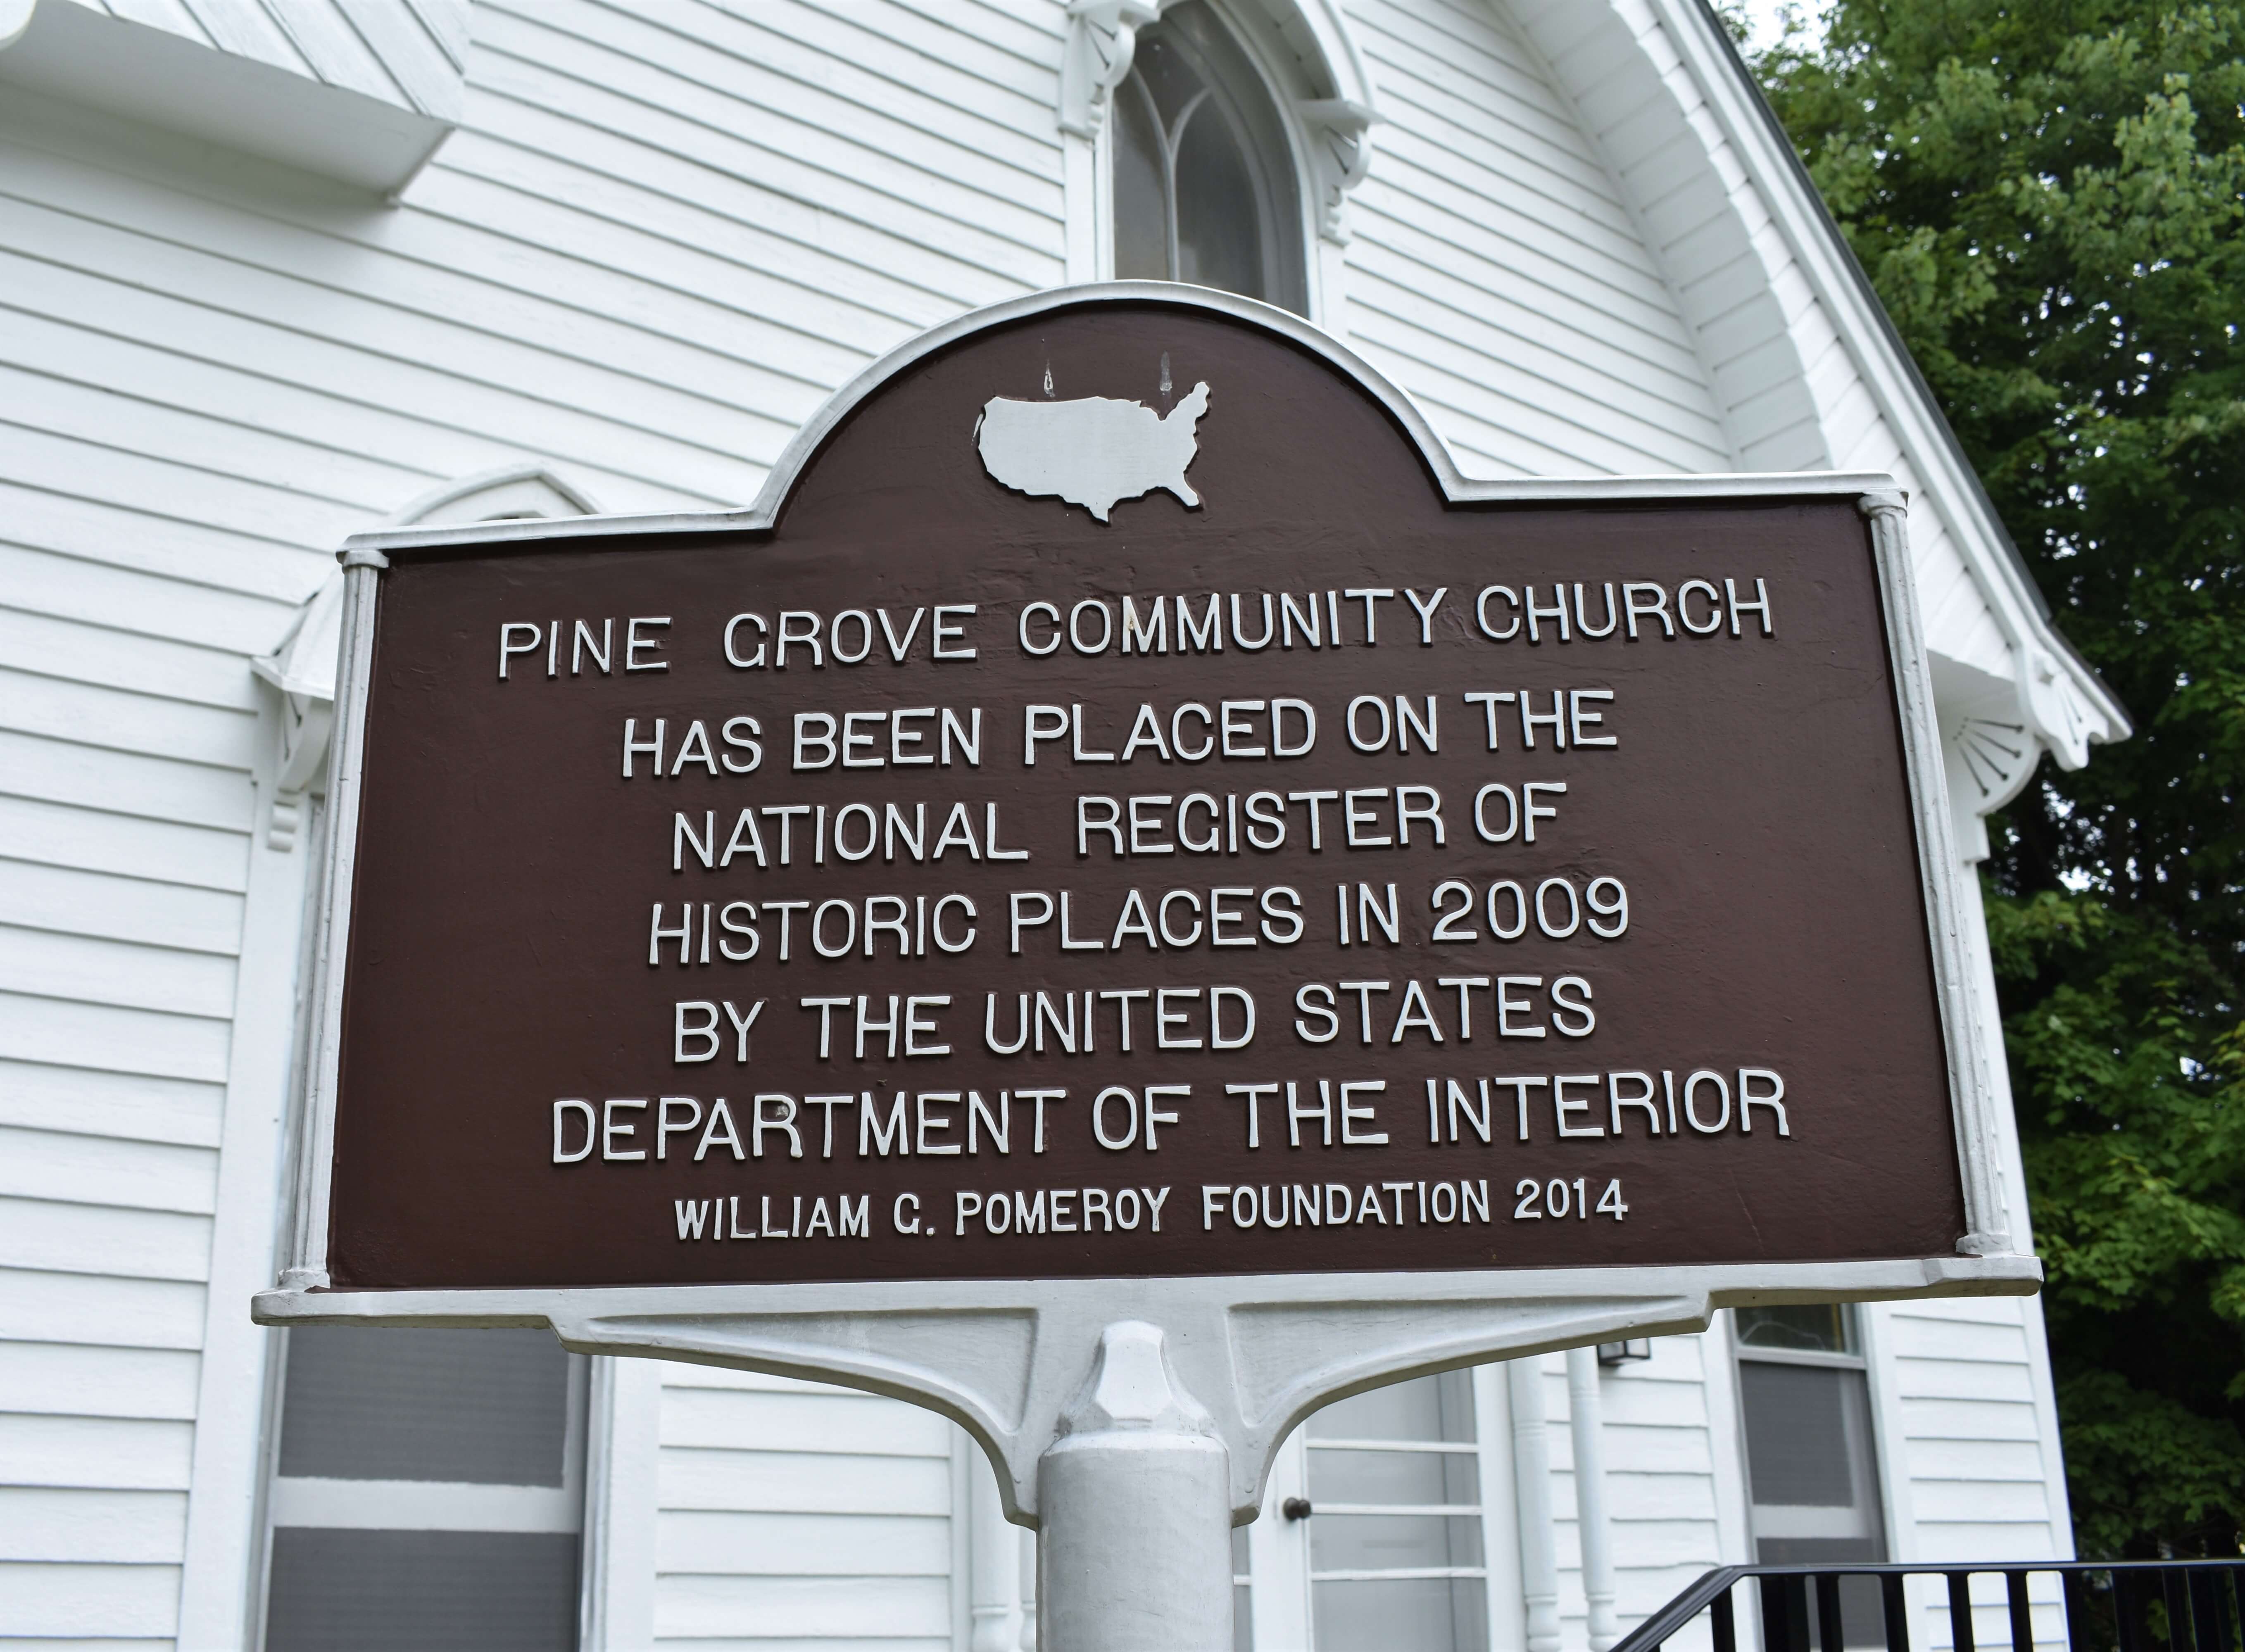 PINE GROVE COMMUNITY CHURCH
HAS BEEN PLACED ON THE
NATIONAL REGISTER OF
HISTORIC PLACES IN 2009
BY THE UNITED STATES
DEPARTMENT OF THE INTERIOR
WILLIAM G. POMEROY FOUNDATION 2014